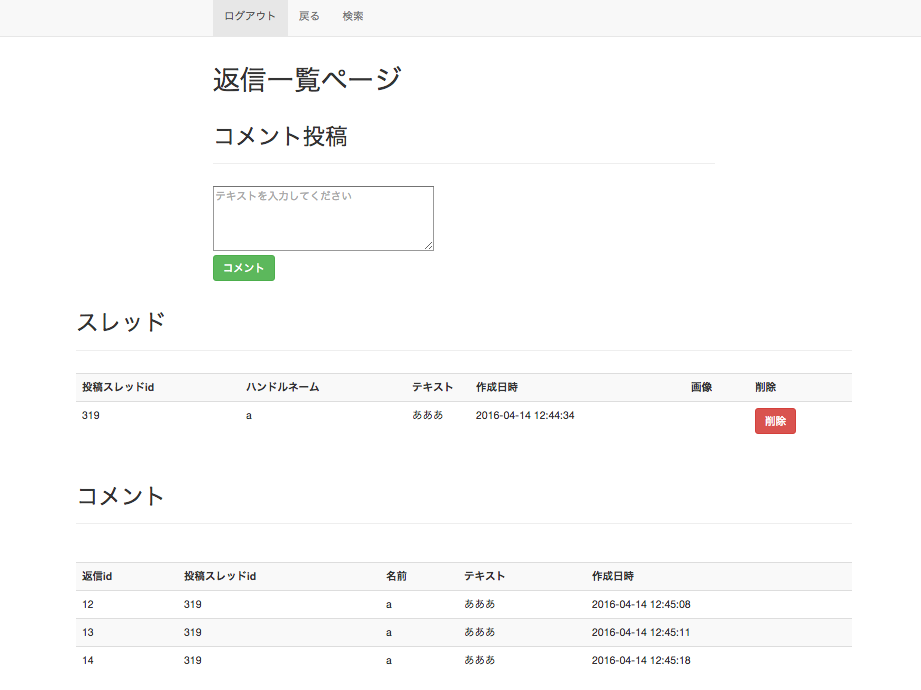 ログアウト 戻る 検索
返信一覧ページ
コメント投稿
テキストを入力してください
コメント
スレッド
投稿スレッドid ハンドルネーム テキスト 作成日時 画像 削除
319 a あああ 2016-04-14 12:44:34 削除
コメント
返信id 投稿スレッドid 名前 テキスト 作成日時
12 319 a あああ 2016-04-14 12:45:08
13 319 a あああ 2016-04-14 12:45:11
14 319 a あああ 2016-04-14 12:45:18